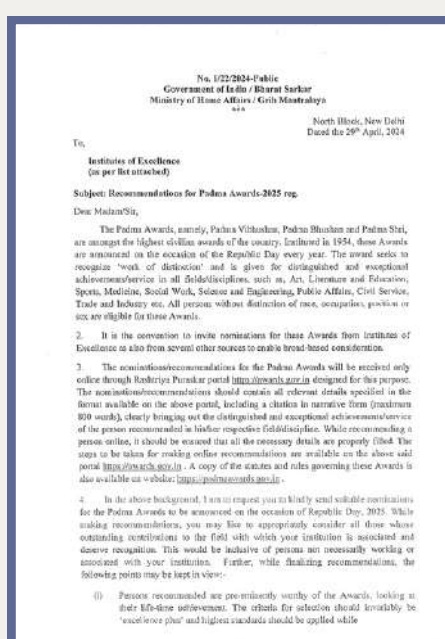 No. 1/22/2024-Public
Government of India / Bharat Sarkar
Ministry of Home Affairs / Grih Mantralaya
***
North Block, New Delhi
Dated the 29th April, 2024
To,
Institutes of Excellence
(as per list attached)
Subject: Recommendations for Padma Awards-2025 reg.
Dear Madam/Sir,
The Padma Awards, namely, Padma Vibhushan, Padma Bhushan and Padma Shri,
are amongst the highest civilian awards of the country. Instituted in 1954, these Awards
are announced on the occasion of the Republic Day every year. The award seeks to
recognize 'work of distinction' and is given for distinguished and exceptional
achievements/service in all fields/disciplines, such as, Art, Literature and Education,
Sports, Medicine, Social Work, Science and Engineering, Public Affairs, Civil Service,
Trade and Industry etc. All persons without distinction of race, occupation, position or
sex are eligible for these Awards.
2. It is the convention to invite nominations for these Awards from Institutes of
Excellence as also from several other sources to enable broad-based consideration.
3. The nominations/recommendations for the Padma Awards will be received only
online through Rashtriya Puraskar portal https://awards.gov.in designed for this purpose.
The nominations/recommendations should contain all relevant details specified in the
format available on the above portal, including a citation in narrative form (maximum
800 words), clearly bringing out the distinguished and exceptional achievements/service
of the person recommended in his/her respective field/discipline. While recommending a
person online, it should be ensured that all the necessary details are properly filled. The
steps to be taken for making online recommendations are available on the above said
portal https://awards.gov.in . A copy of the statutes and rules governing these Awards is
also available on website: https://padmaawards.gov.in .
4. In the above background, I am to request you to kindly send suitable nominations
for the Padma Awards to be announced on the occasion of Republic Day, 2025. While
making recommendations, you may like to appropriately consider all those whose
outstanding contributions to the field with which your institution is associated and
deserve recognition. This would be inclusive of persons not necessarily working or
associated with your institution. Further, while finalizing recommendations, the
following points may be kept in view:-
(i) Persons recommended are pre-eminently worthy of the Awards, looking at
their life-time achievement. The criteria for selection should invariably be
'excellence plus' and highest standards should be applied while